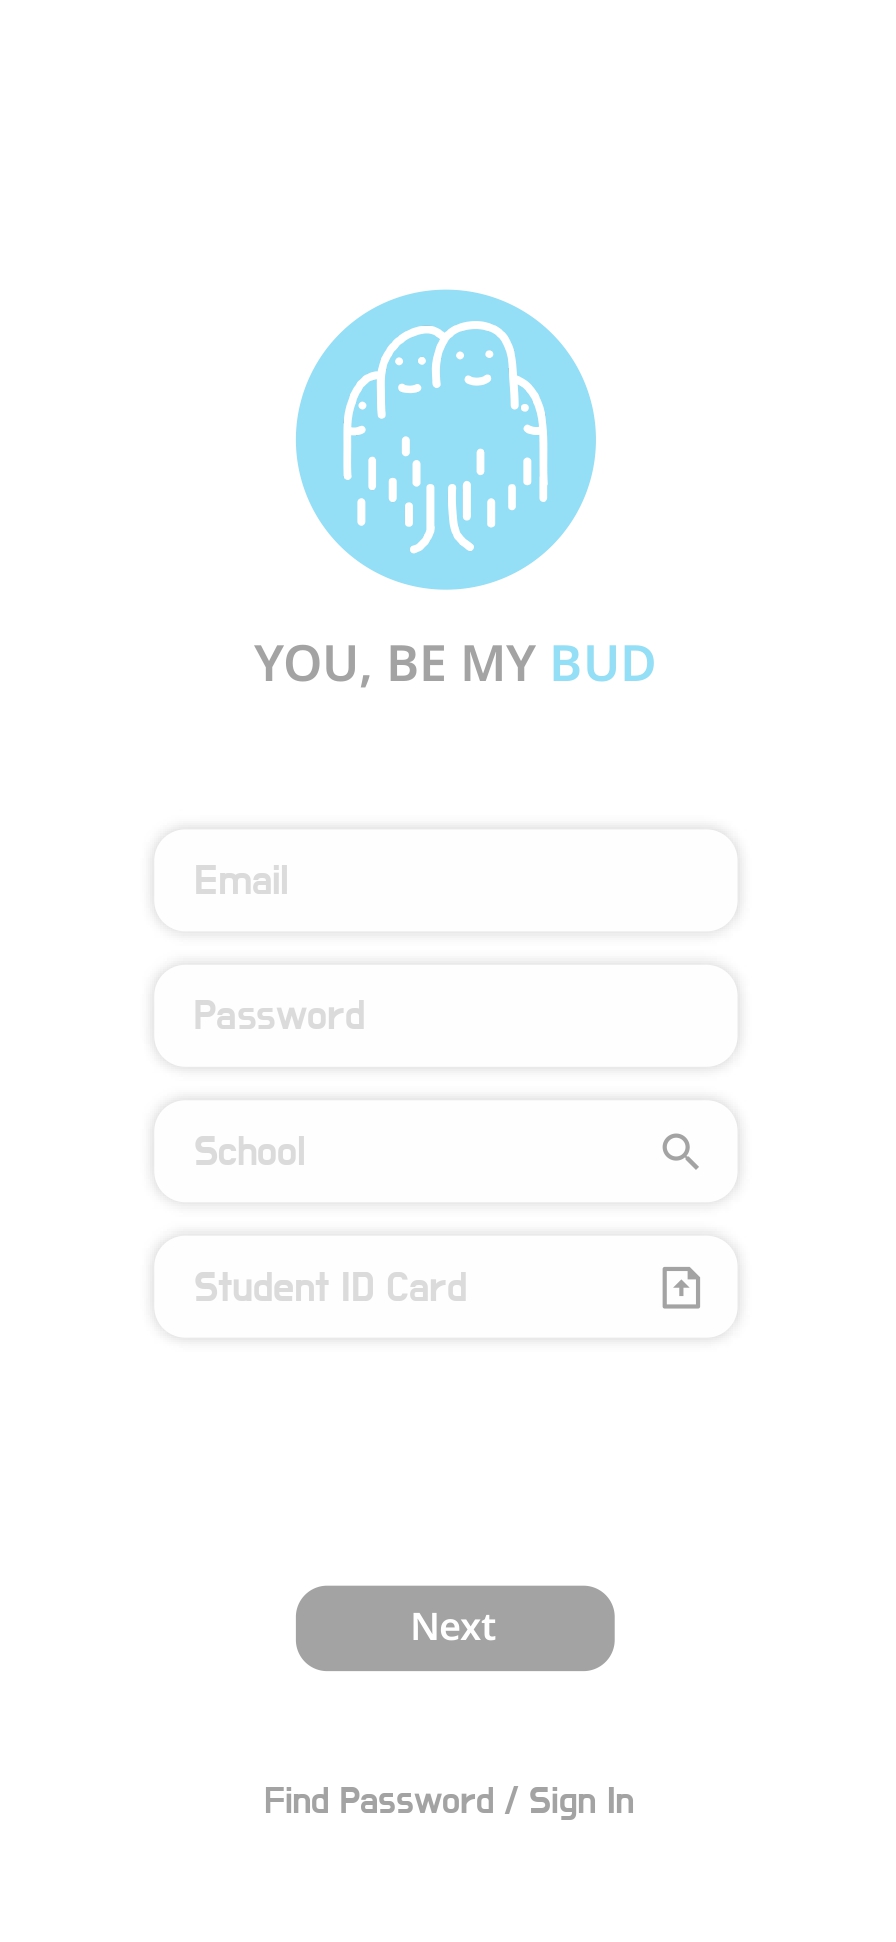 YOU, BE MY BUD
Email
Password
School
Student ID Card
Next
Find Password / Sign In